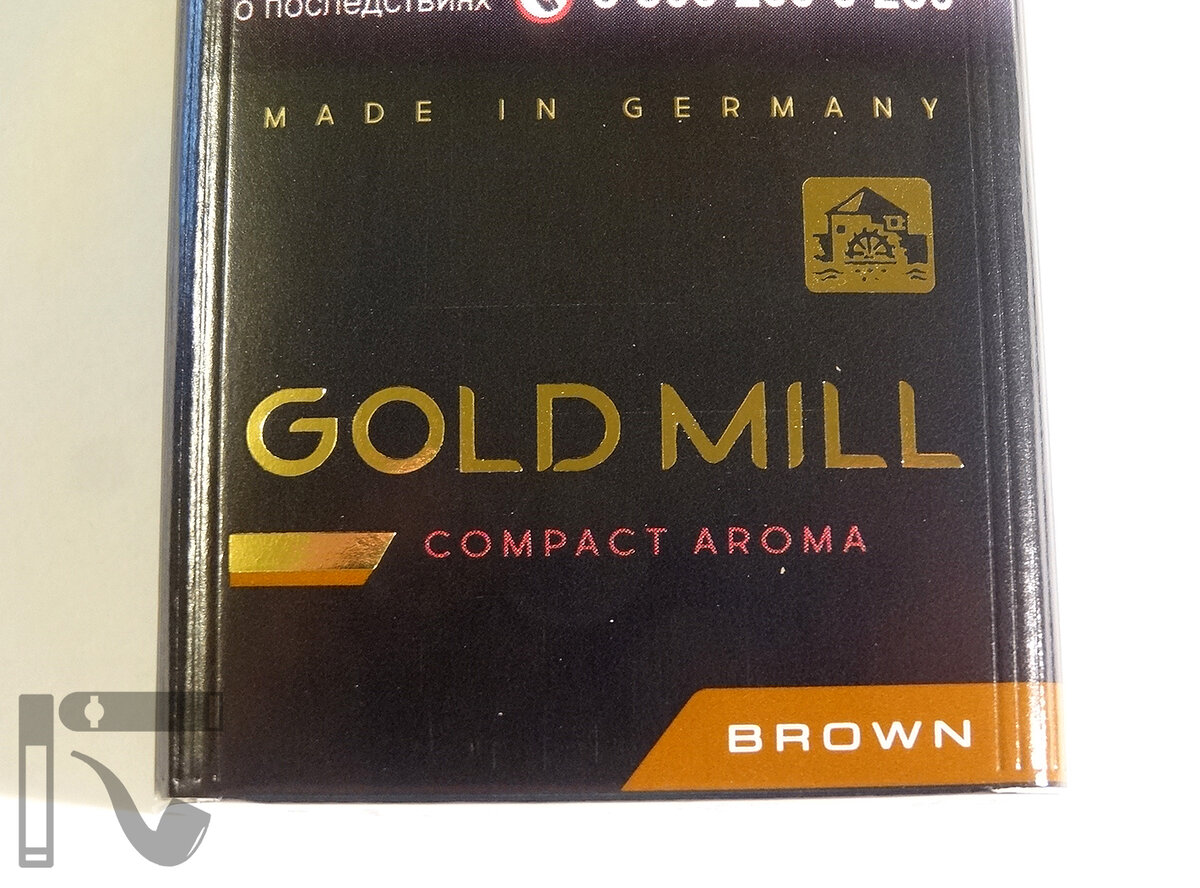 о последствиях
MADE IN GERMANY
GOLD MILL
COMPACT AROMA
BROWN